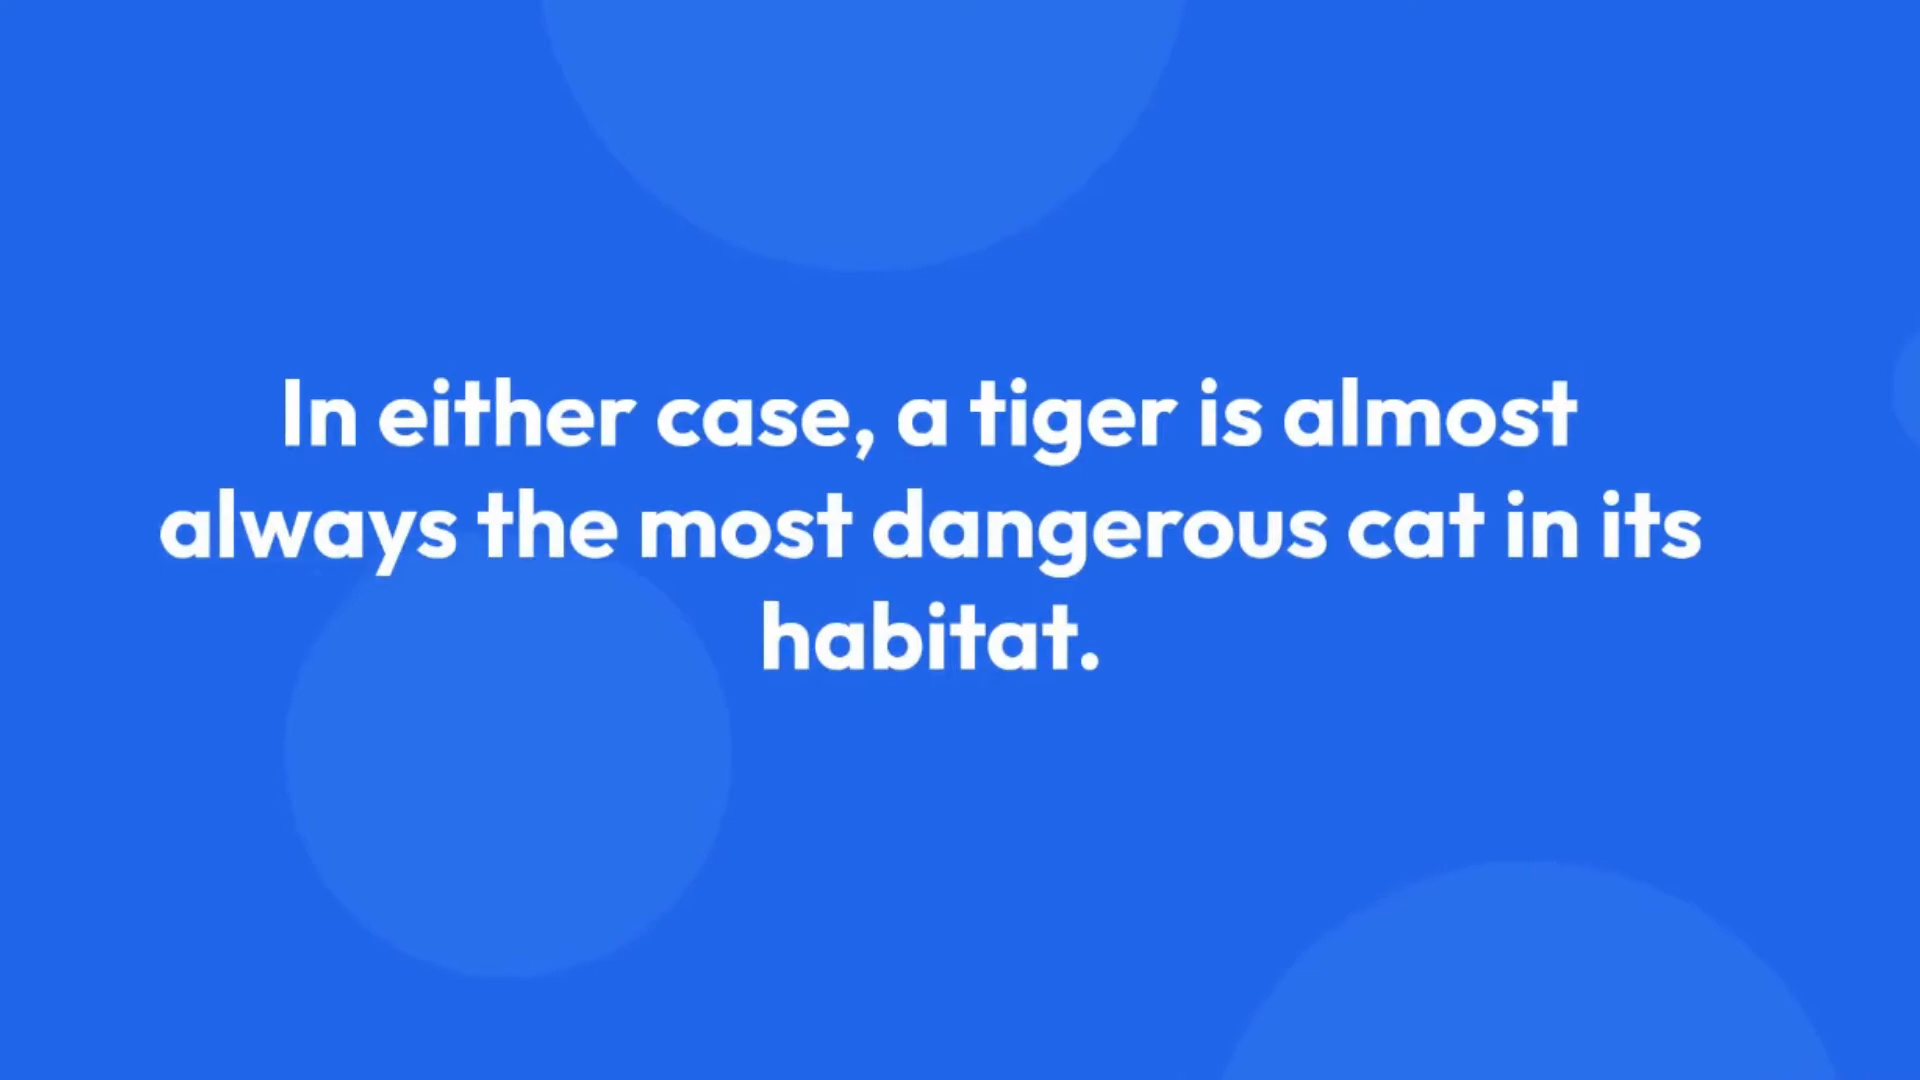 In either case, a tiger is almost
always the most dangerous cat in its
habitat.